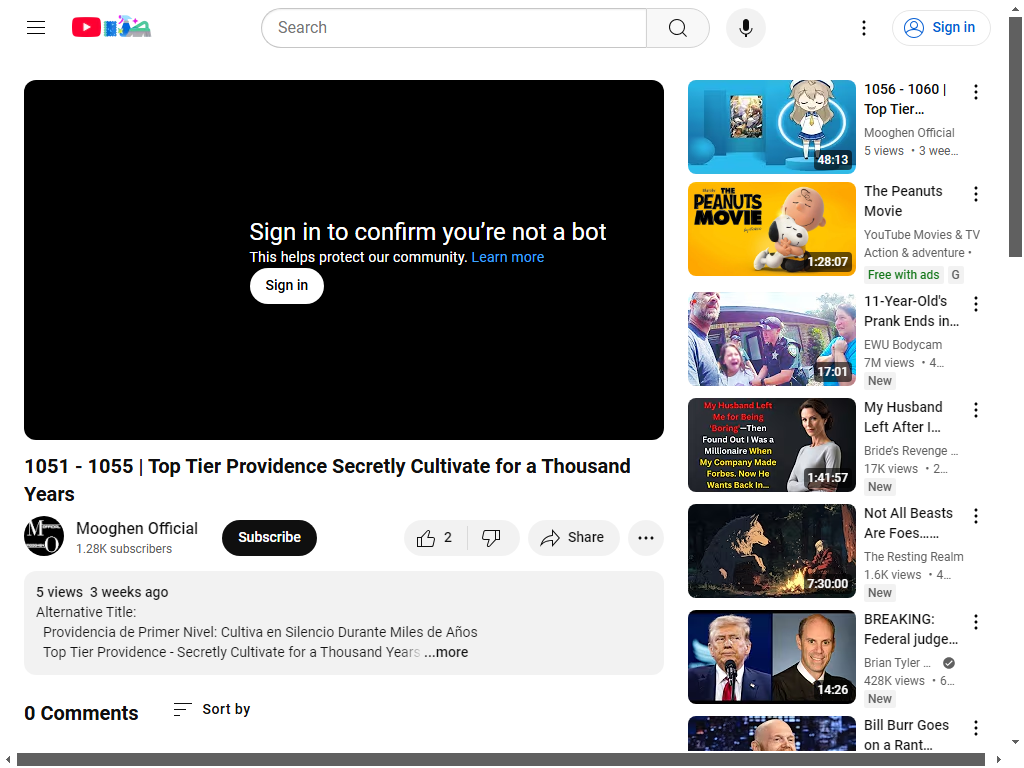 Search
Sign in
Sign in to confirm you’re not a bot
This helps protect our community. Learn more
Sign in
1051 - 1055 | Top Tier Providence Secretly Cultivate for a Thousand
Years
Mooghen Official
1.28K subscribers
Subscribe
2
Share
5 views 3 weeks ago
Alternative Title:
Providencia de Primer Nivel: Cultiva en Silencio Durante Miles de Años
Top Tier Providence - Secretly Cultivate for a Thousand Years ...more
0 Comments
Sort by
48:13
1056 - 1060 |
Top Tier…
Mooghen Official
5 views • 3 wee…
THE
PEANUTS
MOVIE
1:28:07
The Peanuts
Movie
YouTube Movies & TV
Action & adventure •
Free with ads G
17:01
11-Year-Old's
Prank Ends in…
EWU Bodycam
7M views • 4…
New
My Husband Left
Me for Being
'Boring'—Then
Found Out I Was a
Millionaire When
My Company Made
Forbes. Now He
Wants Back In...
1:41:57
My Husband
Left After I…
Bride's Revenge …
17K views • 2…
New
7:30:00
Not All Beasts
Are Foes……
The Resting Realm
1.6K views • 4…
New
14:26
BREAKING:
Federal judge…
Brian Tyler …
428K views • 6…
New
Bill Burr Goes
on a Rant…